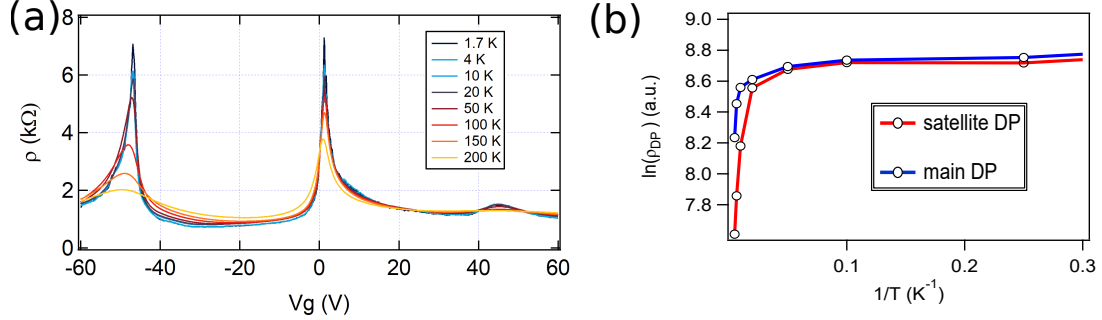 (a)
8
6
4
2
0
ρ (kΩ)
-60
-40
-20
0
20
40
60
Vg (V)
1.7 K
4 K
10 K
20 K
50 K
100 K
150 K
200 K
(b)
9.0
8.8
8.6
8.4
8.2
8.0
7.8
ln(ρDP) (a.u.)
0.1
0.2
0.3
1/T (K-1)
satellite DP
main DP